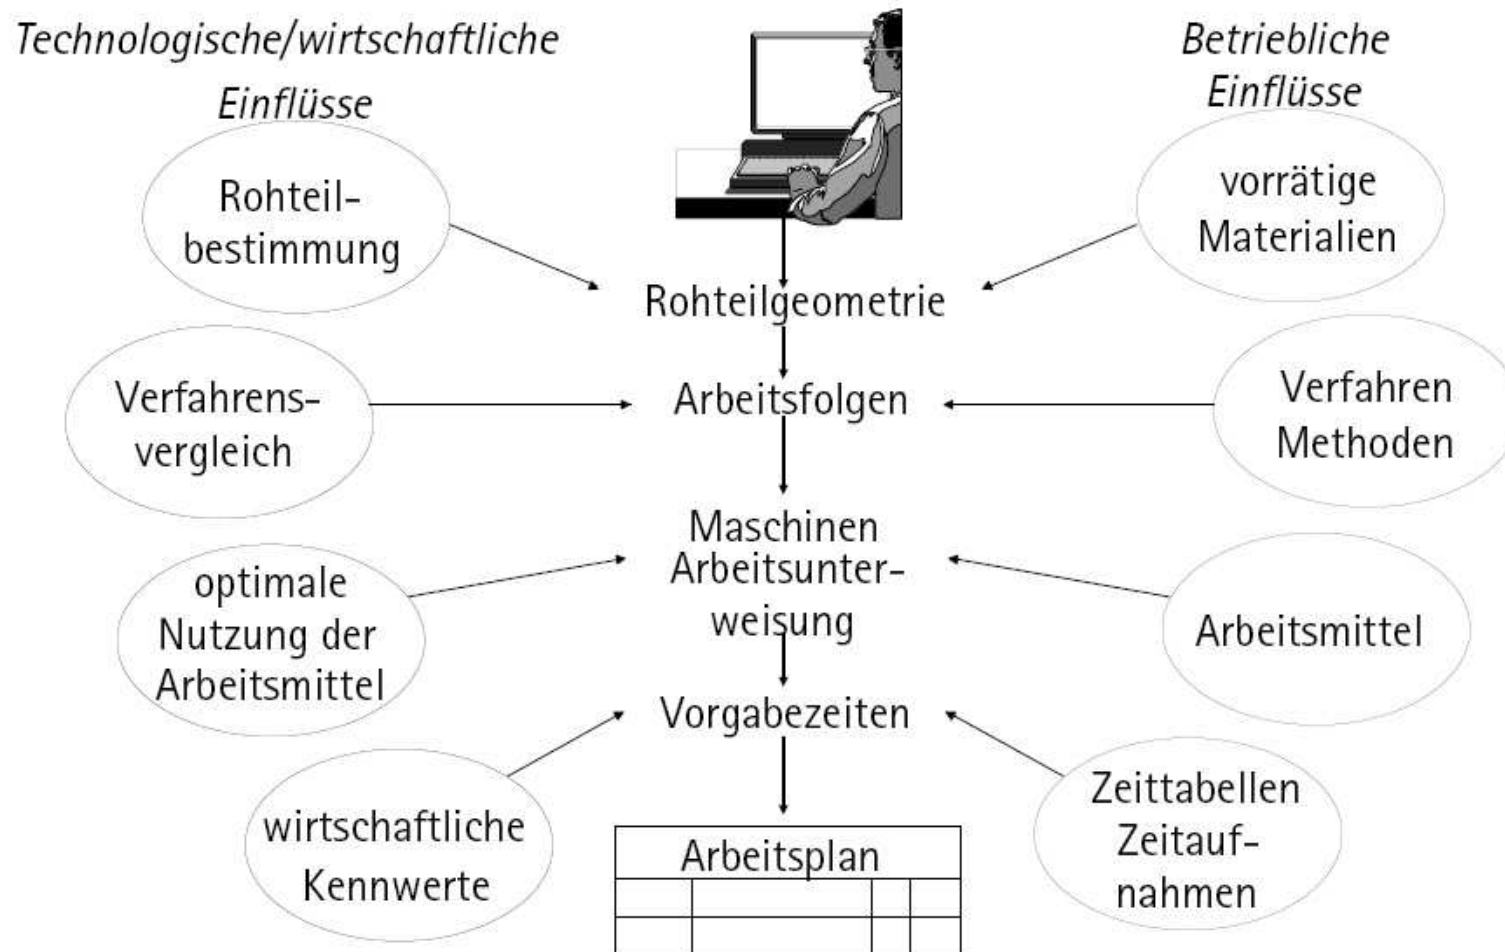 Technologische/wirtschaftliche
Einflüsse
Betriebliche
Einflüsse
Rohteil-
bestimmung
vorrätige
Materialien
Rohteilgeometrie
Verfahrens-
vergleich
Arbeitsfolgen
Verfahren
Methoden
optimale
Nutzung der
Arbeitsmittel
Maschinen
Arbeitsunter-
weisung
Arbeitsmittel
Vorgabezeiten
wirtschaftliche
Kennwerte
Zeittabellen
Zeitauf-
nahmen
Arbeitsplan